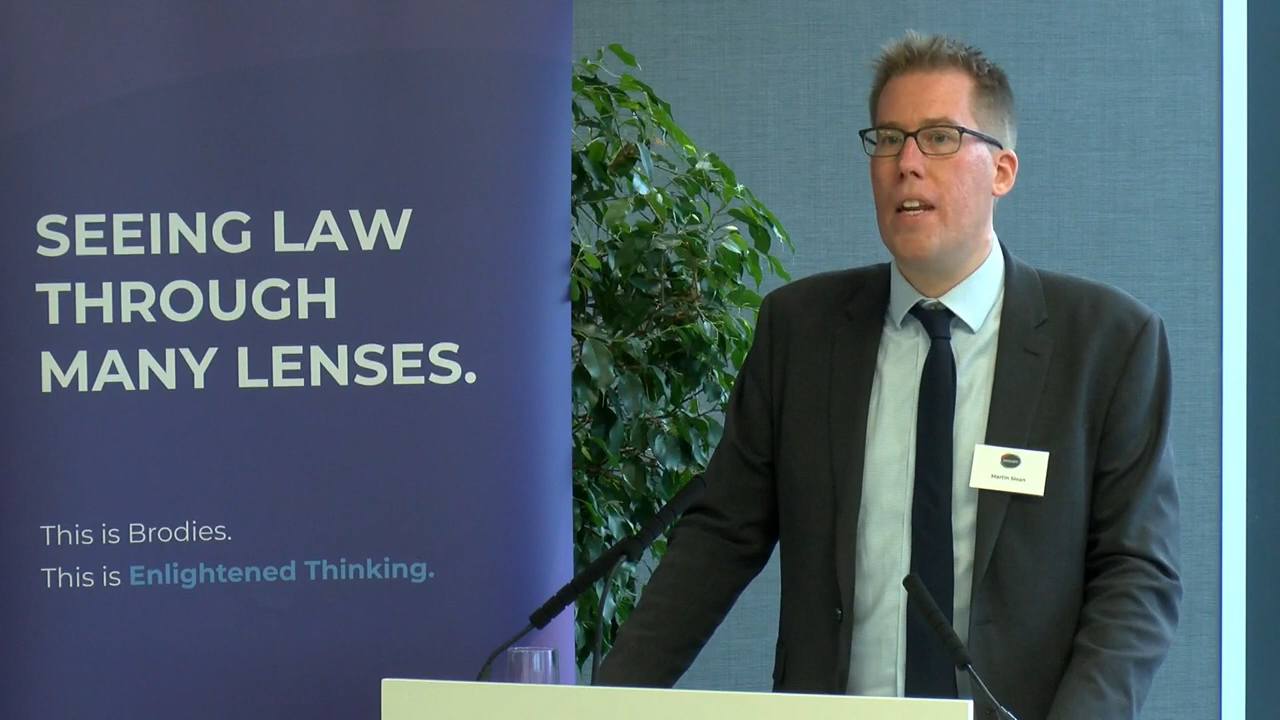 SEEING LAW
THROUGH
MANY LENSES.
This is Brodies.
This is Enlightened Thinking.
Martin Sloan